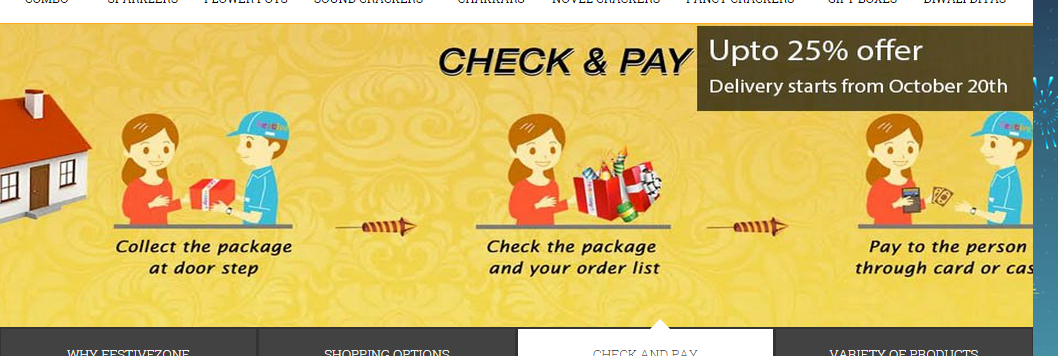 COMBO SPARKLERS FLOWER POTS SOUND CRACKERS CHAKKARS NOVEL CRACKERS FANCY CRACKERS GIFT BOXES DIWALI DIYAS
CHECK & PAY
Upto 25% offer
Delivery starts from October 20th
Collect the package
at door step
Check the package
and your order list
Pay to the person
through card or cas
WHY FESTIVEZONE SHOPPING OPTIONS CHECK AND PAY VARIETY OF PRODUCTS